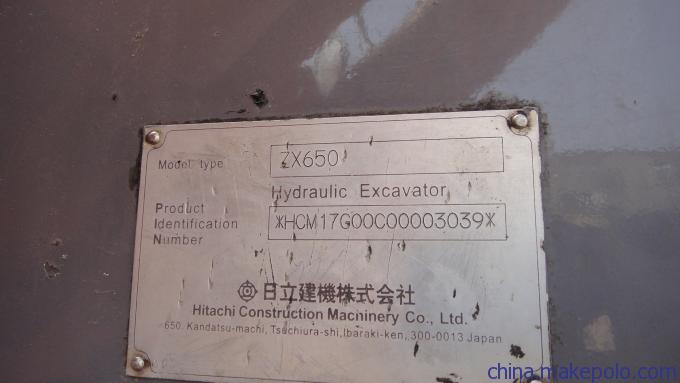 Model type ZX650
Hydraulic Excavator
Product
Identification
Number
*HCM17G00C00003039*
日立建機株式会社
Hitachi Construction Machinery Co., Ltd.
650. Kandatsu-machi, Tsuchiura-shi, Ibaraki-ken, 300-0013 Japan
china.makepolo.com